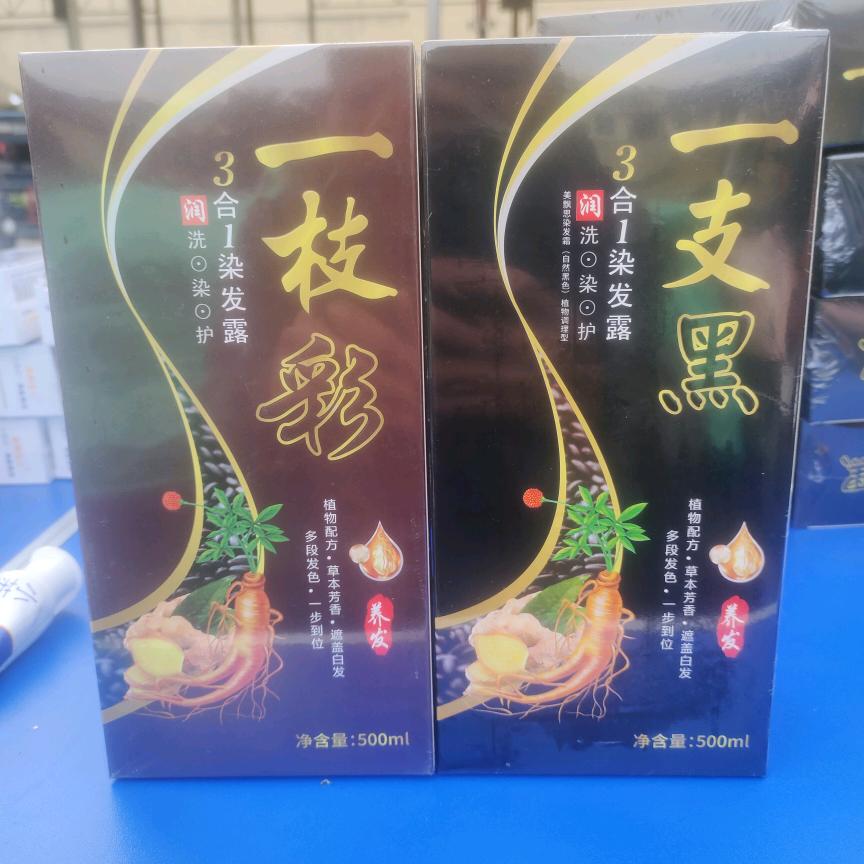 一枝彩
3合1染发露
润
洗⊙染⊙护
植物配方·草本芳香·遮盖白发
多段发色·一步到位
养发
净含量:500ml
一支黑
3合1染发露
润
洗⊙染⊙护
美飘思染发霜（自然黑色）植物调理型
植物配方·草本芳香·遮盖白发
多段发色·一步到位
养发
净含量:500ml